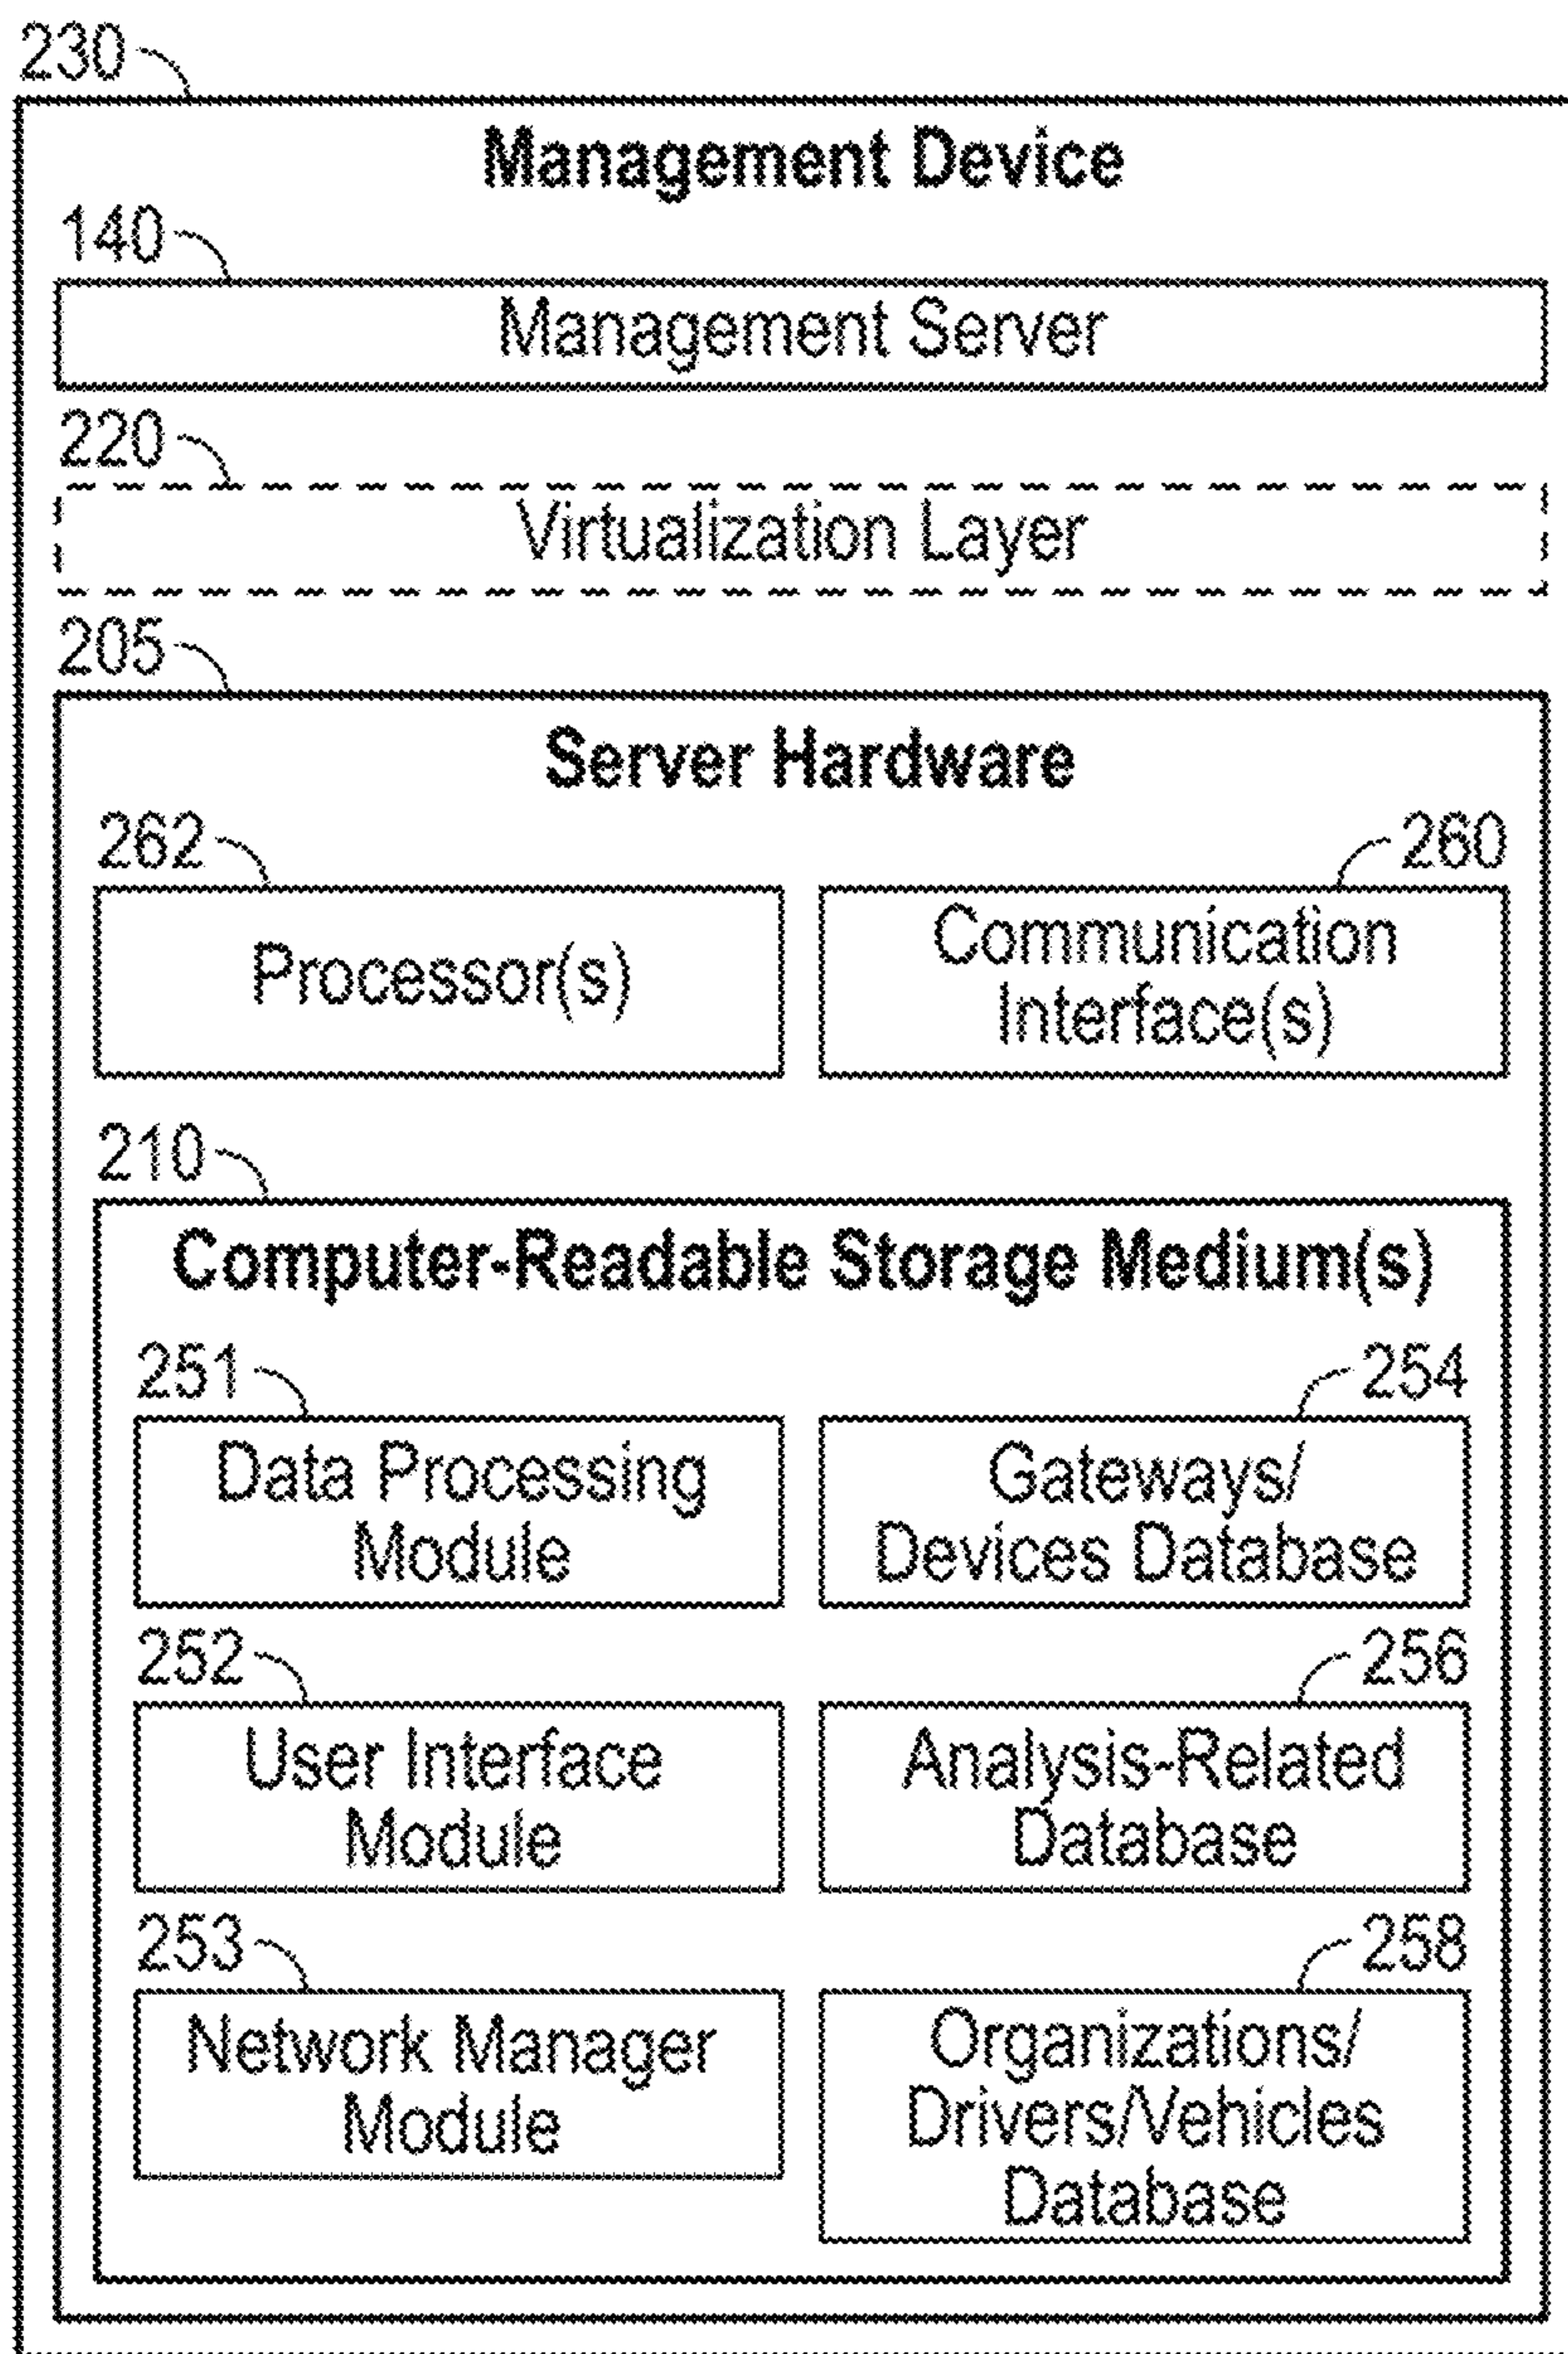 230
Management Device
140
Management Server
220
Virtualization Layer
205
Server Hardware
262
260
Processor(s)
Communication
Interface(s)
210
Computer-Readable Storage Medium(s)
251
254
Data Processing
Module
Gateways/
Devices Database
252
256
User Interface
Module
Analysis-Related
Database
253
258
Network Manager
Module
Organizations/
Drivers/Vehicles
Database